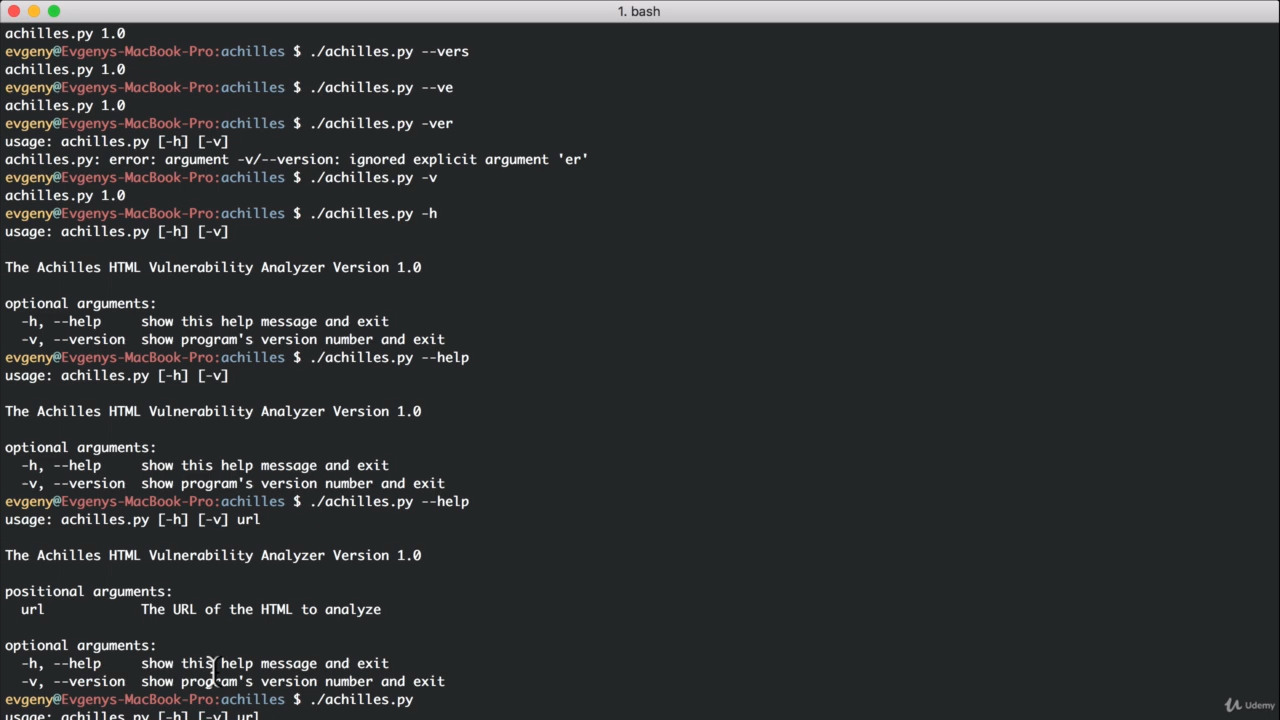 1. bash
achilles.py 1.0
evgeny@Evgenys-MacBook-Pro:achilles $ ./achilles.py --vers
achilles.py 1.0
evgeny@Evgenys-MacBook-Pro:achilles $ ./achilles.py --ve
achilles.py 1.0
evgeny@Evgenys-MacBook-Pro:achilles $ ./achilles.py -ver
usage: achilles.py [-h] [-v]
achilles.py: error: argument -v/--version: ignored explicit argument 'er'
evgeny@Evgenys-MacBook-Pro:achilles $ ./achilles.py -v
achilles.py 1.0
evgeny@Evgenys-MacBook-Pro:achilles $ ./achilles.py -h
usage: achilles.py [-h] [-v]
The Achilles HTML Vulnerability Analyzer Version 1.0
optional arguments:
-h, --help     show this help message and exit
-v, --version  show program's version number and exit
evgeny@Evgenys-MacBook-Pro:achilles $ ./achilles.py --help
usage: achilles.py [-h] [-v]
The Achilles HTML Vulnerability Analyzer Version 1.0
optional arguments:
-h, --help     show this help message and exit
-v, --version  show program's version number and exit
evgeny@Evgenys-MacBook-Pro:achilles $ ./achilles.py --help
usage: achilles.py [-h] [-v] url
The Achilles HTML Vulnerability Analyzer Version 1.0
positional arguments:
url            The URL of the HTML to analyze
optional arguments:
-h, --help     show this help message and exit
-v, --version  show program's version number and exit
evgeny@Evgenys-MacBook-Pro:achilles $ ./achilles.py
usage: achilles.py [-h] [-v] url
Udemy